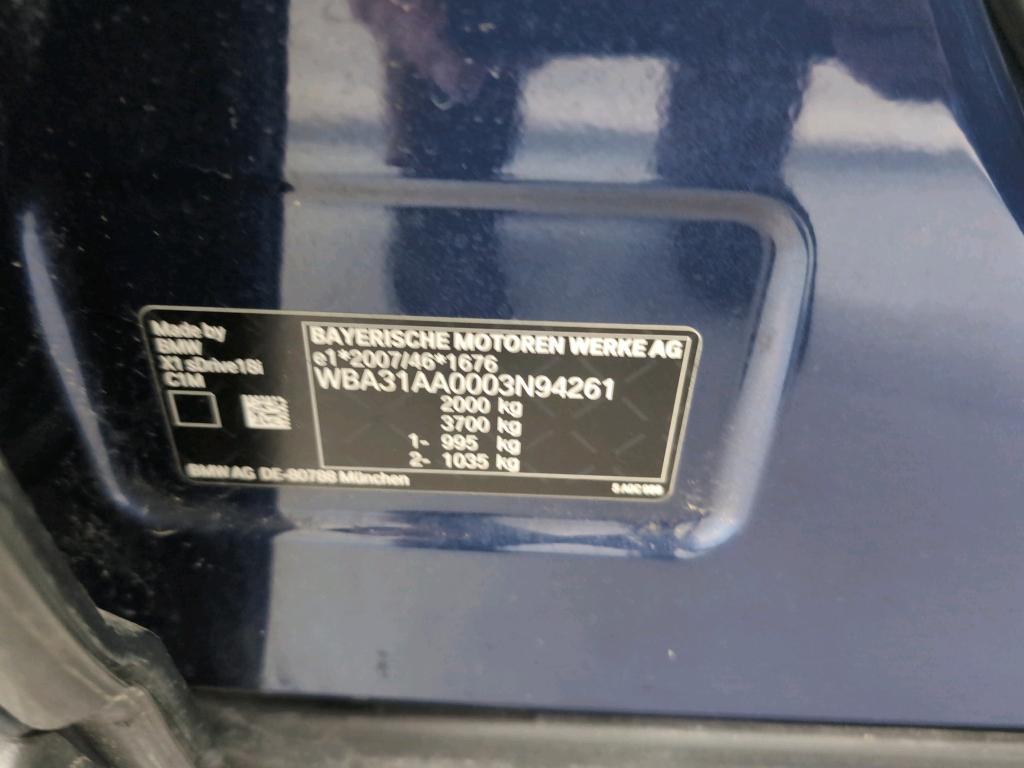 Made by
BMW
X1 sDrive18i
C1M
BAYERISCHE MOTOREN WERKE AG
e1*2007/46*1676
WBA31AA0003N94261
2000 kg
3700 kg
1- 995 kg
2- 1035 kg
BMW AG DE-80788 München